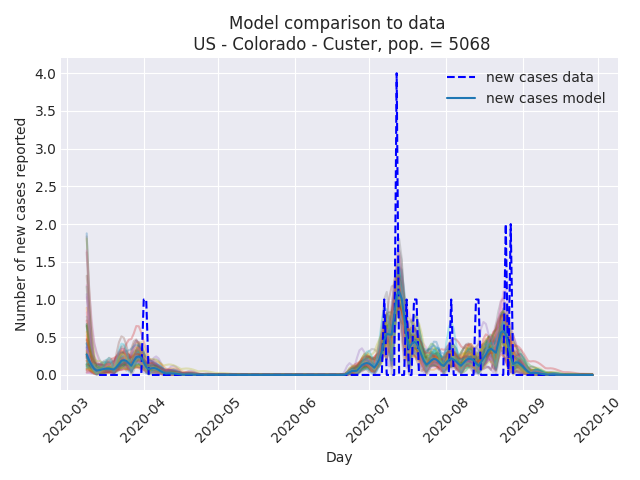 Model comparison to data
US - Colorado - Custer, pop. = 5068
new cases data
new cases model
Number of new cases reported
4.0
3.5
3.0
2.5
2.0
1.5
1.0
0.5
0.0
2020-03
2020-04
2020-05
2020-06
2020-07
2020-08
2020-09
2020-10
Day